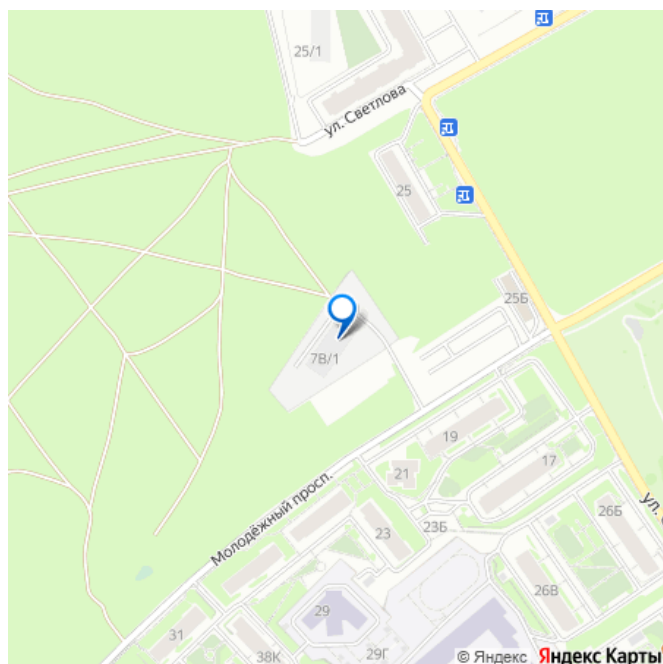 25/1
ул. Светлова
25
25Б
7В/1
19
17
21
Молодёжный просп.
23
23Б
26Б
ул. С
26В
29
31
38К
29Г
© Яндекс Яндекс Карты